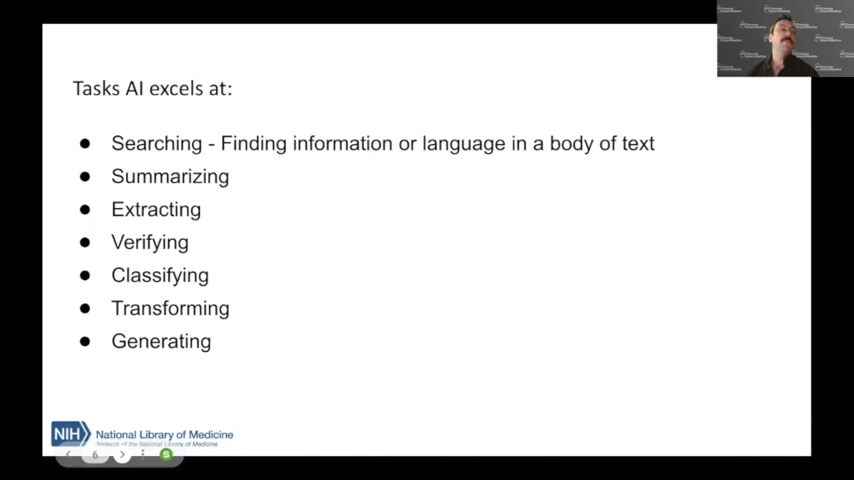 Tasks AI excels at:
● Searching - Finding information or language in a body of text
● Summarizing
● Extracting
● Verifying
● Classifying
● Transforming
● Generating
NIH National Library of Medicine
Network of the National Library of Medicine
6
S